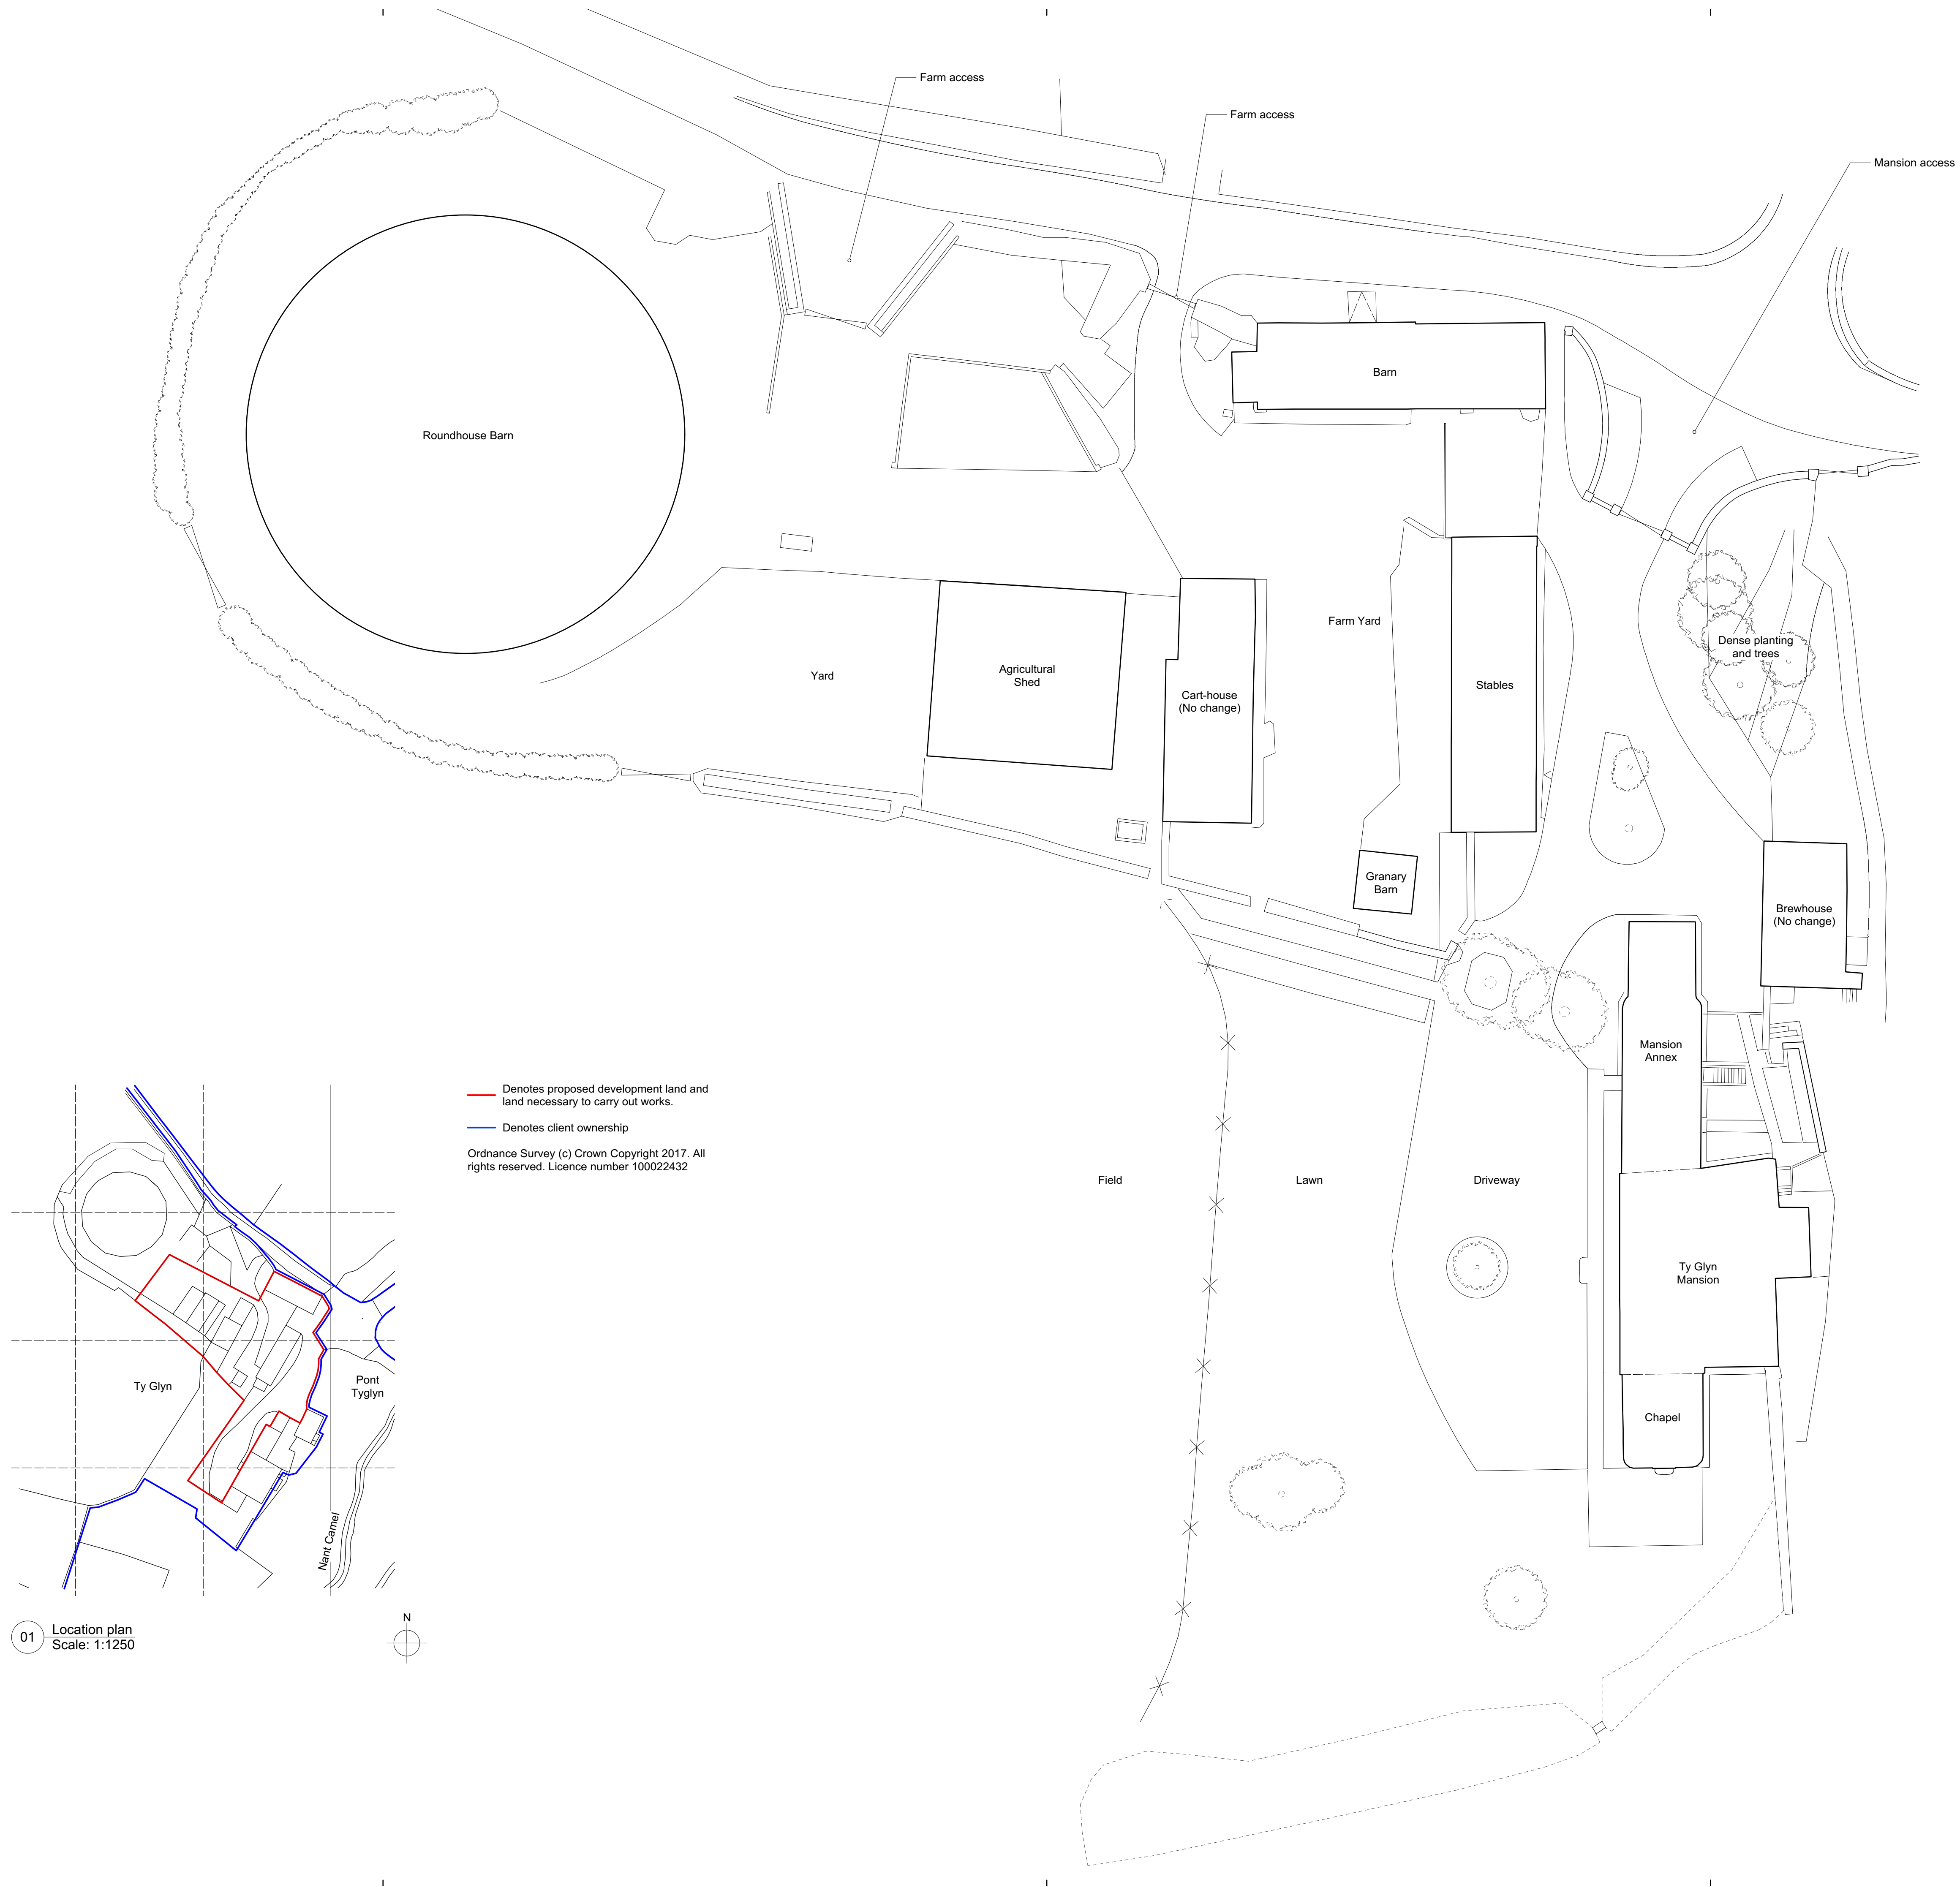 Farm access
Farm access
Mansion access
Barn
Roundhouse Barn
Farm Yard
Dense planting
and trees
Agricultural
Shed
Yard
Stables
Cart-house
(No change)
Granary
Barn
Brewhouse
(No change)
Mansion
Annex
Field
Lawn
Driveway
Ty Glyn
Mansion
Chapel
Denotes proposed development land and
land necessary to carry out works.
Denotes client ownership
Ordnance Survey (c) Crown Copyright 2017. All
rights reserved. Licence number 100022432
Ty Glyn
Pont
Tyglyn
Nant Camel
N
01
Location plan
Scale: 1:1250